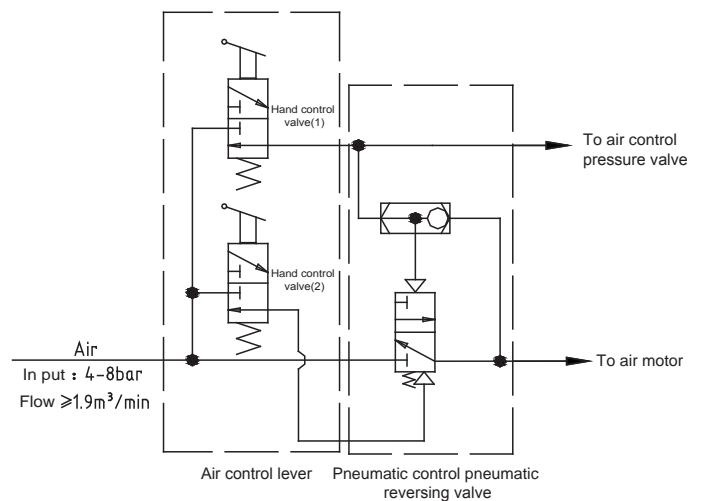 Hand control
valve(1)
To air control
pressure valve
Hand control
valve(2)
Air
In put : 4-8bar
Flow ≥1.9m³/min
To air motor
Air control lever
Pneumatic control pneumatic
reversing valve